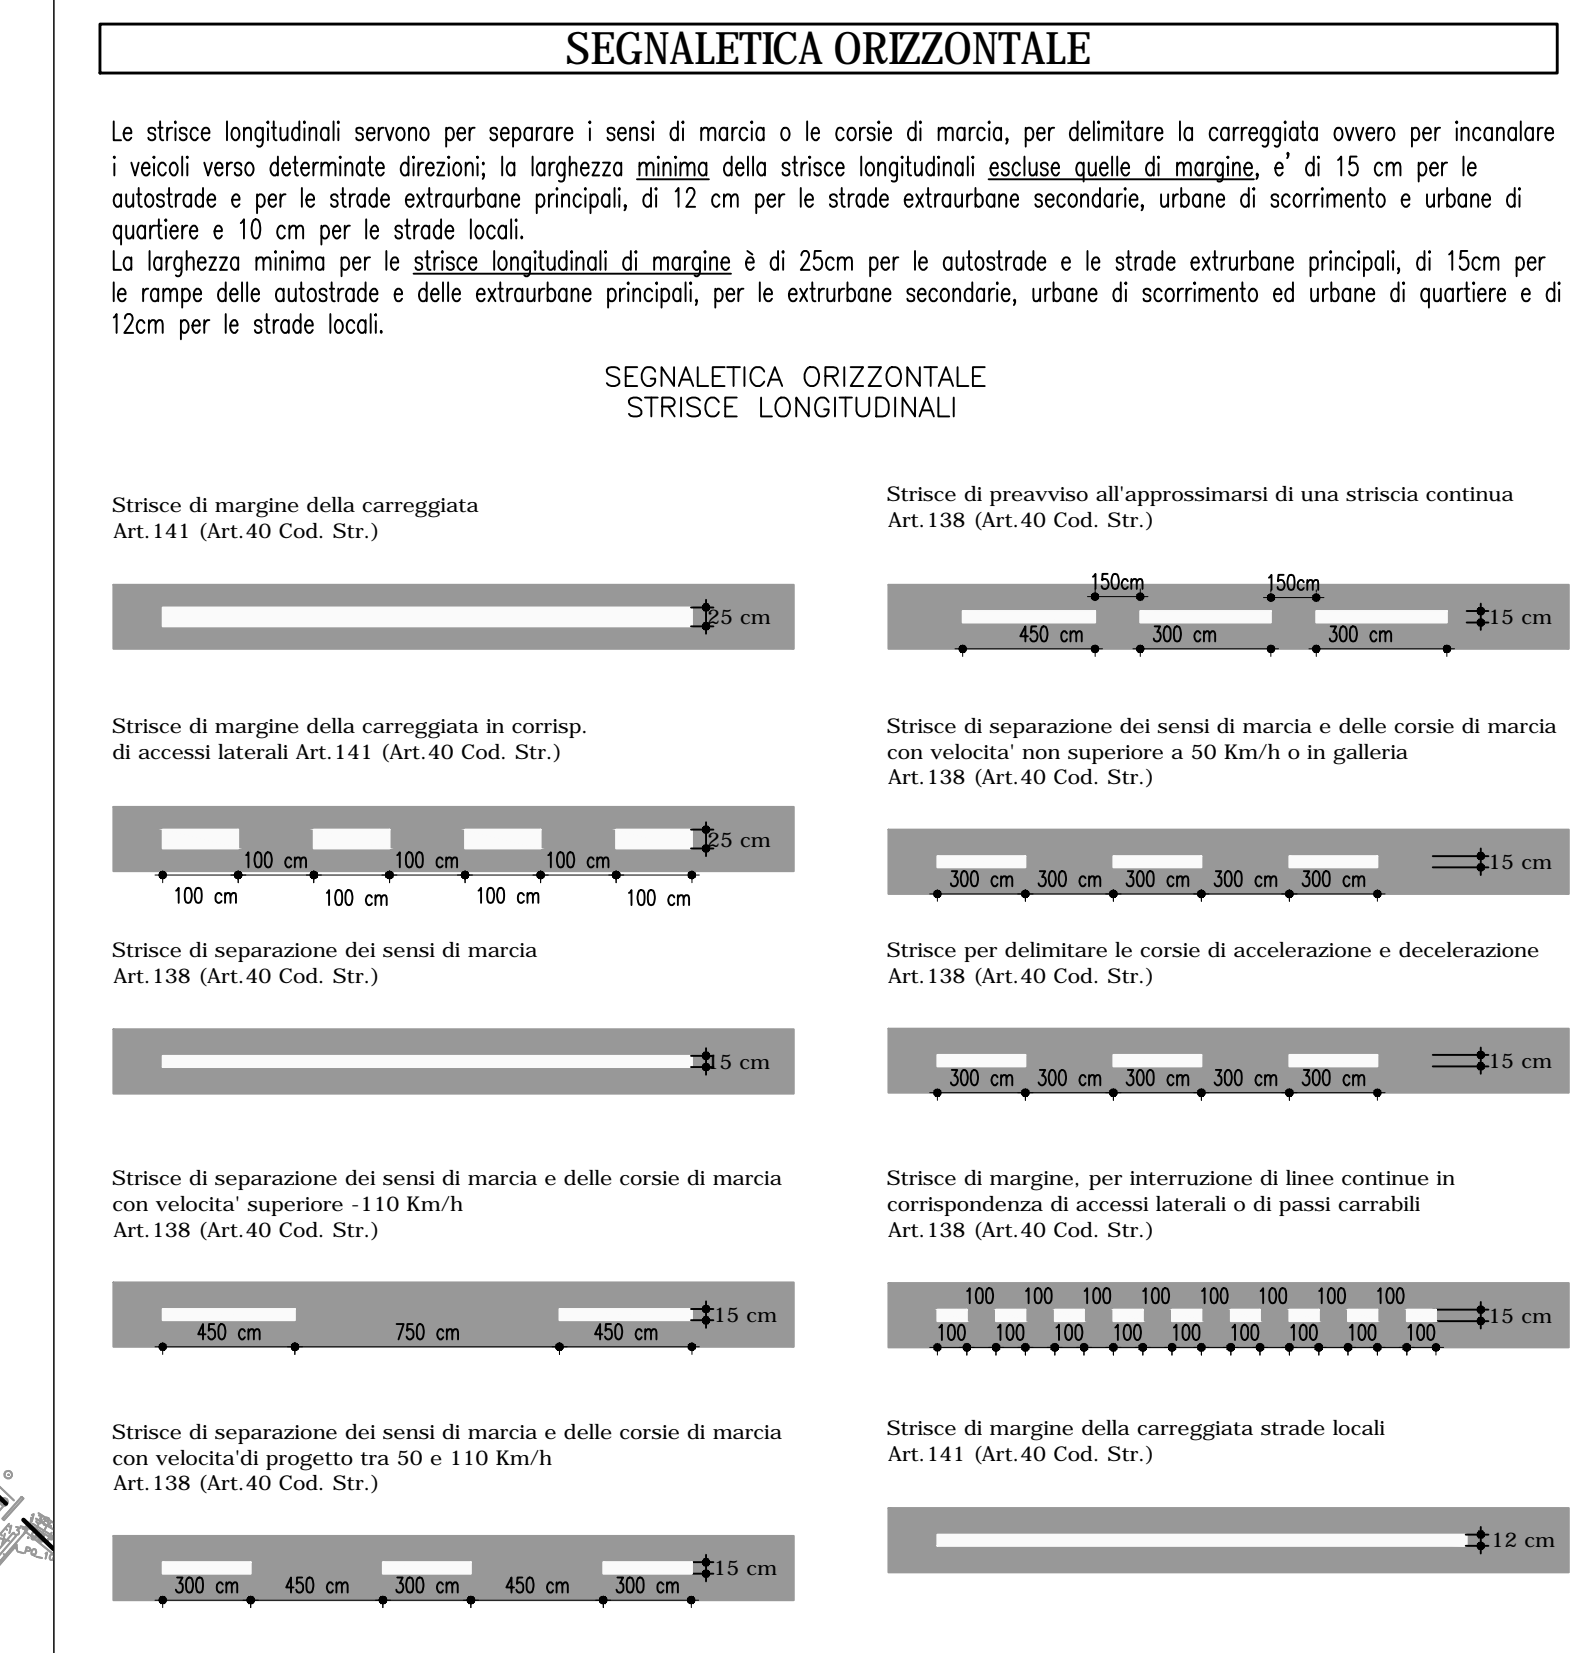 SEGNALETICA ORIZZONTALE
Le strisce longitudinali servono per separare i sensi di marcia o le corsie di marcia, per delimitare la carreggiata ovvero per incanalare
i veicoli verso determinate direzioni; la larghezza minima della strisce longitudinali escluse quelle di margine, e' di 15 cm per le
autostrade e per le strade extraurbane principali, di 12 cm per le strade extraurbane secondarie, urbane di scorrimento e urbane di
quartiere e 10 cm per le strade locali.
La larghezza minima per le strisce longitudinali di margine è di 25cm per le autostrade e le strade extrurbane principali, di 15cm per
le rampe delle autostrade e delle extraurbane principali, per le extrurbane secondarie, urbane di scorrimento ed urbane di quartiere e di
12cm per le strade locali.
SEGNALETICA ORIZZONTALE
STRISCE LONGITUDINALI
Strisce di margine della carreggiata
Art.141 (Art.40 Cod. Str.)
25 cm
Strisce di margine della carreggiata in corrisp.
di accessi laterali Art.141 (Art.40 Cod. Str.)
25 cm
100 cm 100 cm 100 cm
100 cm 100 cm 100 cm 100 cm
Strisce di separazione dei sensi di marcia
Art.138 (Art.40 Cod. Str.)
15 cm
Strisce di separazione dei sensi di marcia e delle corsie di marcia
con velocita' superiore -110 Km/h
Art.138 (Art.40 Cod. Str.)
15 cm
450 cm 750 cm 450 cm
Strisce di separazione dei sensi di marcia e delle corsie di marcia
con velocita'di progetto tra 50 e 110 Km/h
Art.138 (Art.40 Cod. Str.)
15 cm
300 cm 450 cm 300 cm 450 cm 300 cm
Strisce di preavviso all'approssimarsi di una striscia continua
Art.138 (Art.40 Cod. Str.)
150cm 150cm
15 cm
450 cm 300 cm 300 cm
Strisce di separazione dei sensi di marcia e delle corsie di marcia
con velocita' non superiore a 50 Km/h o in galleria
Art.138 (Art.40 Cod. Str.)
15 cm
300 cm 300 cm 300 cm 300 cm 300 cm
Strisce per delimitare le corsie di accelerazione e decelerazione
Art.138 (Art.40 Cod. Str.)
15 cm
300 cm 300 cm 300 cm 300 cm 300 cm
Strisce di margine, per interruzione di linee continue in
corrispondenza di accessi laterali o di passi carrabili
Art.138 (Art.40 Cod. Str.)
100 100 100 100 100 100 100 100
15 cm
100 100 100 100 100 100 100 100 100
Strisce di margine della carreggiata strade locali
Art.141 (Art.40 Cod. Str.)
12 cm